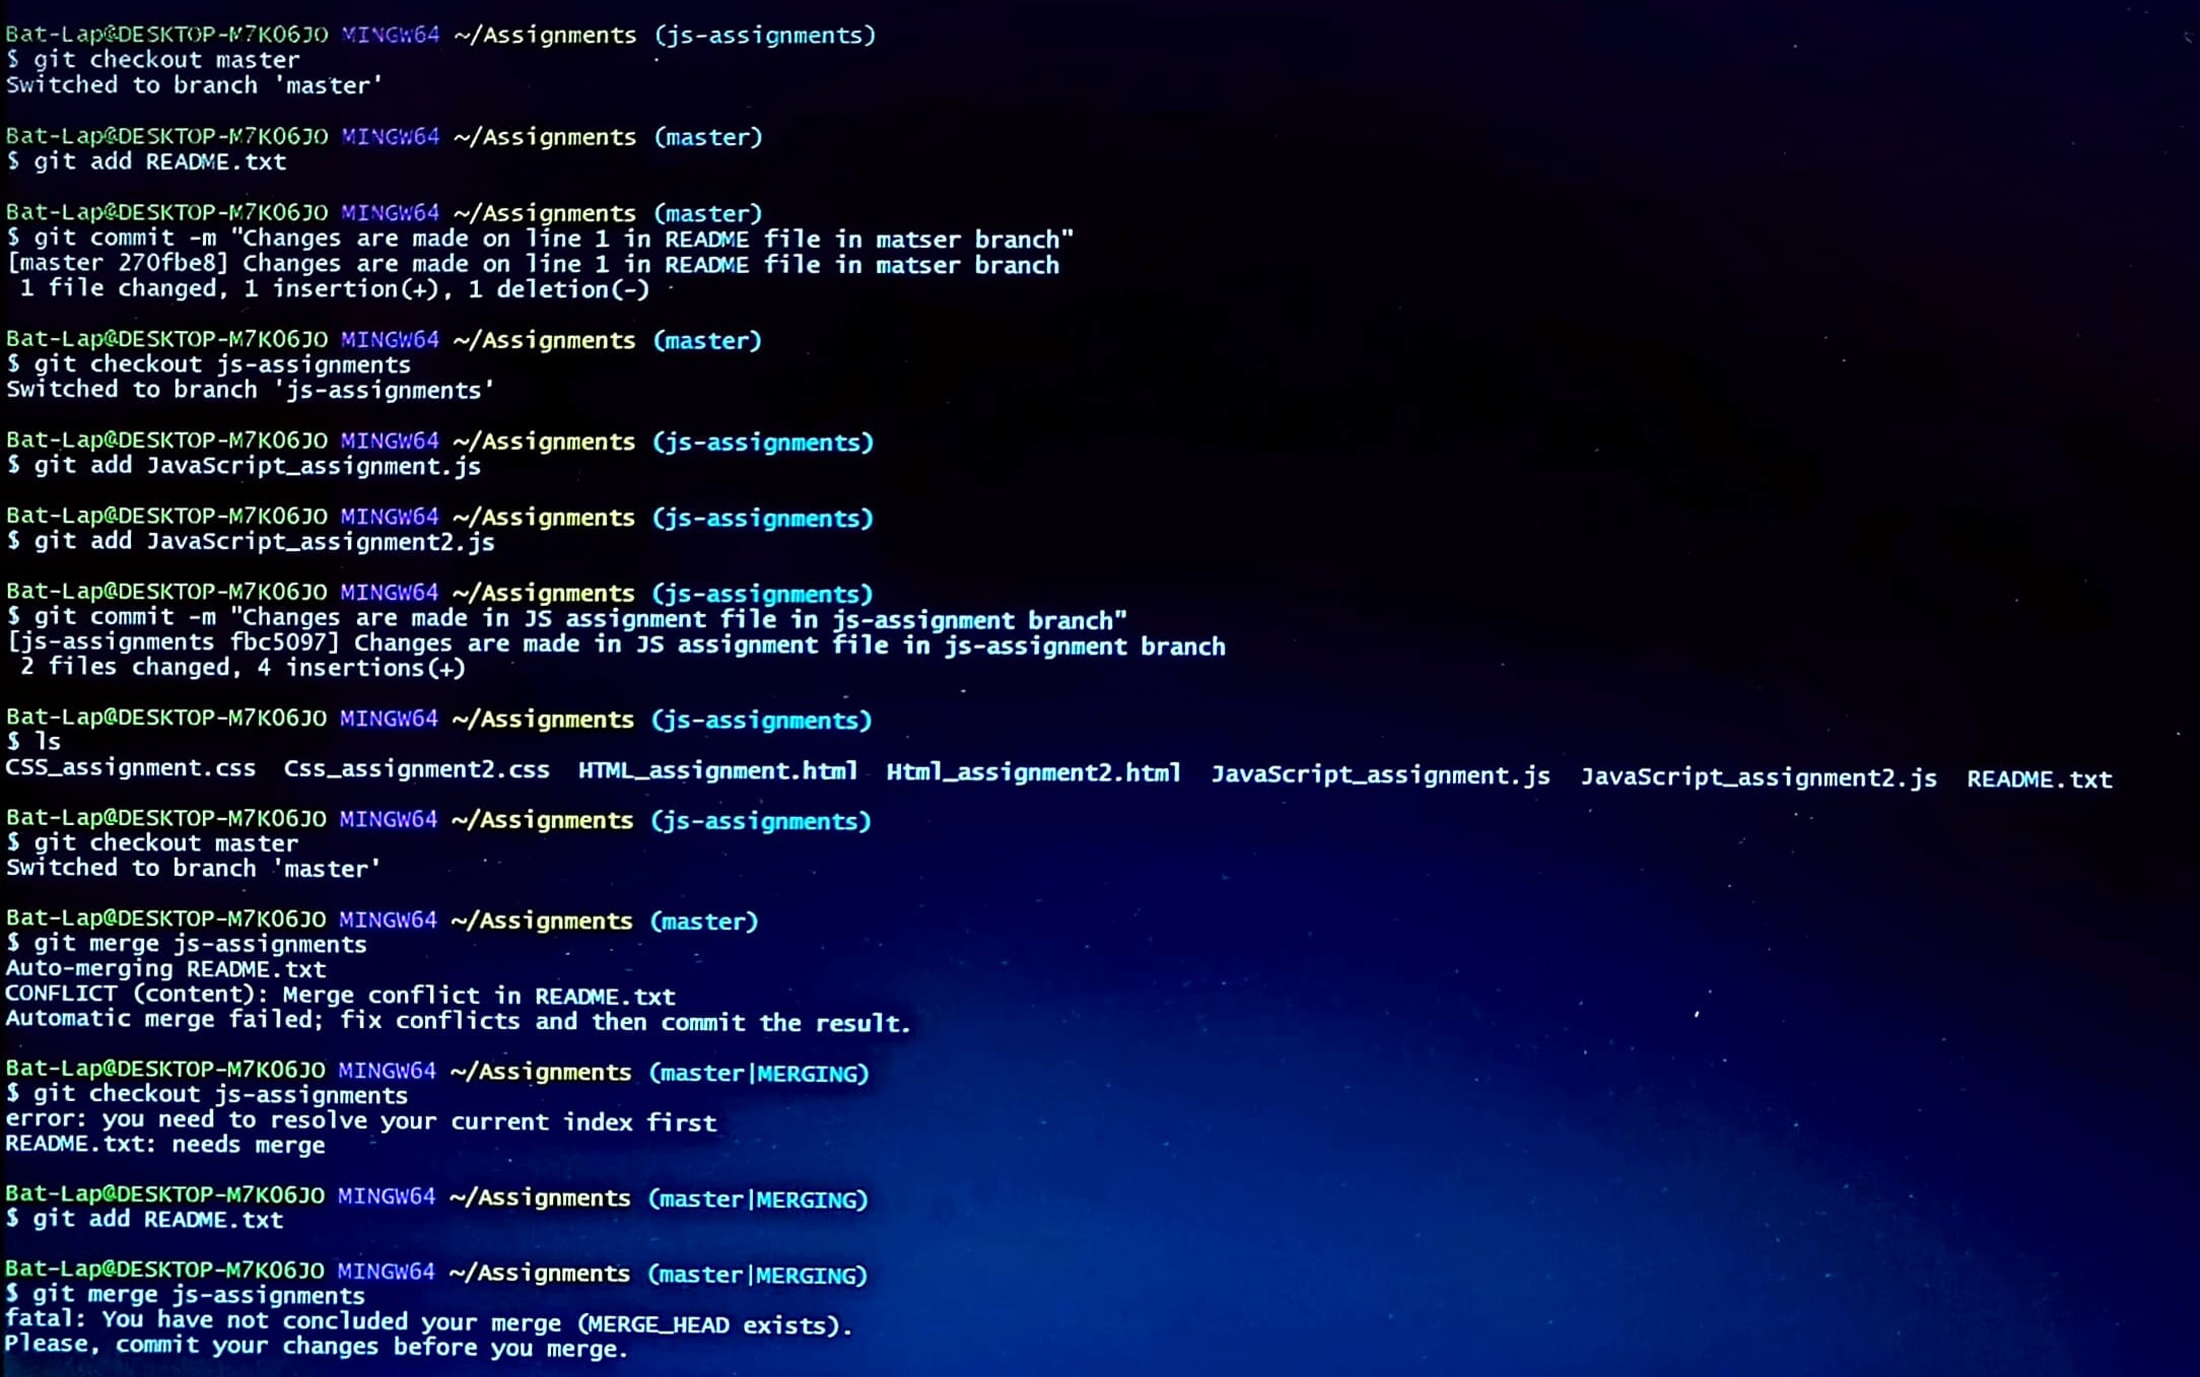 Bat-Lap@DESKTOP-M7K06JO MINGW64 ~/Assignments (js-assignments)
$ git checkout master
Switched to branch 'master'
Bat-Lap@DESKTOP-M7K06JO MINGW64 ~/Assignments (master)
$ git add README.txt
Bat-Lap@DESKTOP-M7K06JO MINGW64 ~/Assignments (master)
$ git commit -m "Changes are made on line 1 in README file in matser branch"
[master 270fbe8] Changes are made on line 1 in README file in matser branch
1 file changed, 1 insertion(+), 1 deletion(-)
Bat-Lap@DESKTOP-M7K06JO MINGW64 ~/Assignments (master)
$ git checkout js-assignments
Switched to branch 'js-assignments'
Bat-Lap@DESKTOP-M7K06JO MINGW64 ~/Assignments (js-assignments)
$ git add JavaScript_assignment.js
Bat-Lap@DESKTOP-M7K06JO MINGW64 ~/Assignments (js-assignments)
$ git add JavaScript_assignment2.js
Bat-Lap@DESKTOP-M7K06JO MINGW64 ~/Assignments (js-assignments)
$ git commit -m "Changes are made in JS assignment file in js-assignment branch"
[js-assignments fbc5097] Changes are made in JS assignment file in js-assignment branch
2 files changed, 4 insertions(+)
Bat-Lap@DESKTOP-M7K06JO MINGW64 ~/Assignments (js-assignments)
$ ls
CSS_assignment.css Css_assignment2.css HTML_assignment.html Html_assignment2.html JavaScript_assignment.js JavaScript_assignment2.js README.txt
Bat-Lap@DESKTOP-M7K06JO MINGW64 ~/Assignments (js-assignments)
$ git checkout master
Switched to branch 'master'
Bat-Lap@DESKTOP-M7K06JO MINGW64 ~/Assignments (master)
$ git merge js-assignments
Auto-merging README.txt
CONFLICT (content): Merge conflict in README.txt
Automatic merge failed; fix conflicts and then commit the result.
Bat-Lap@DESKTOP-M7K06JO MINGW64 ~/Assignments (master|MERGING)
$ git checkout js-assignments
error: you need to resolve your current index first
README.txt: needs merge
Bat-Lap@DESKTOP-M7K06JO MINGW64 ~/Assignments (master|MERGING)
$ git add README.txt
Bat-Lap@DESKTOP-M7K06JO MINGW64 ~/Assignments (master|MERGING)
$ git merge js-assignments
fatal: You have not concluded your merge (MERGE_HEAD exists).
Please, commit your changes before you merge.